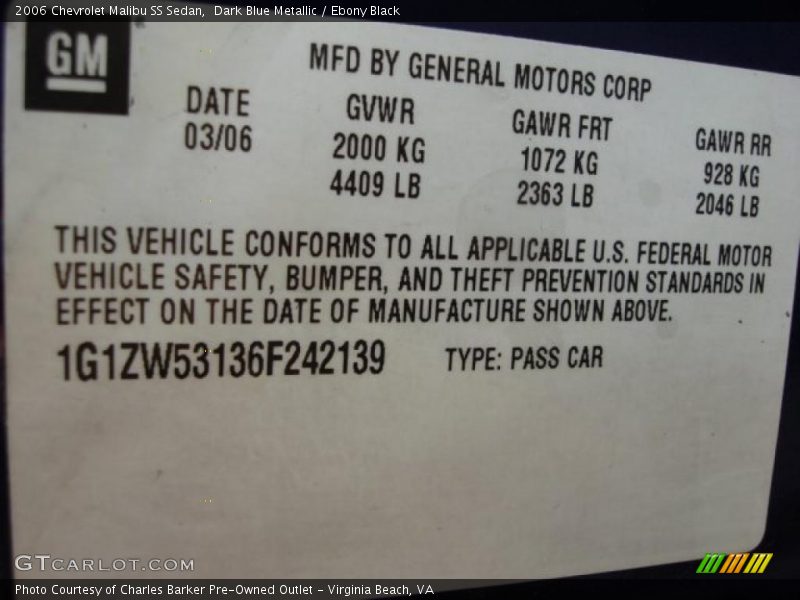 2006 Chevrolet Malibu SS Sedan,  Dark Blue Metallic / Ebony Black
GM
MFD BY GENERAL MOTORS CORP
DATE GVWR GAWR FRT GAWR RR
03/06 2000 KG 1072 KG 928 KG
4409 LB 2363 LB 2046 LB
THIS VEHICLE CONFORMS TO ALL APPLICABLE U.S. FEDERAL MOTOR
VEHICLE SAFETY, BUMPER, AND THEFT PREVENTION STANDARDS IN
EFFECT ON THE DATE OF MANUFACTURE SHOWN ABOVE.
1G1ZW53136F242139 TYPE: PASS CAR
GTCARLOT.COM
Photo Courtesy of Charles Barker Pre-Owned Outlet - Virginia Beach, VA